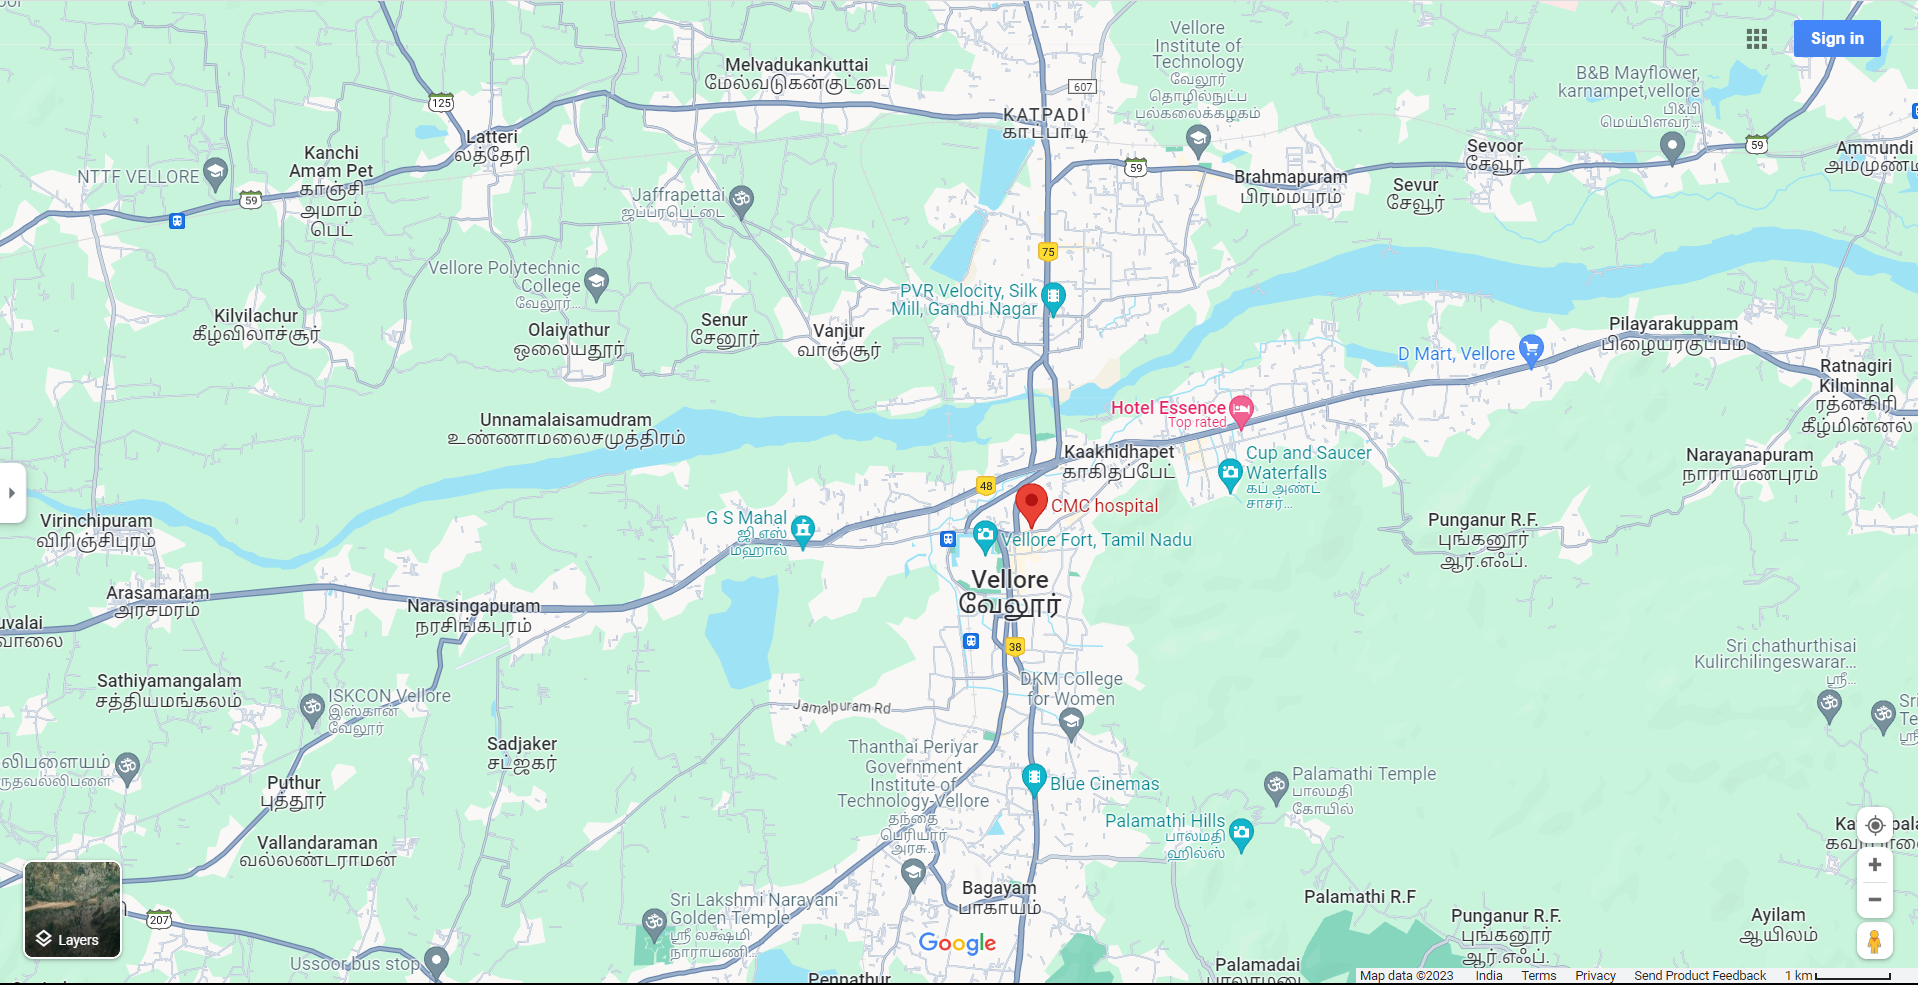 Sign in
Vellore
Institute of
Technology
வேலூர்
தொழில்நுட்ப
பல்கலைக்கழகம்
Melvadukankuttai
மேல்வடுகன்குட்டை
607
125
KATPADI
காட்பாடி
B&B Mayflower,
karnampet,vellore
பி&பி
மெய்பிளவர்...
59
Latteri
லத்தேரி
Kanchi
Amam Pet
காஞ்சி
அமாம்
பெட்
NTTF VELLORE
59
Sevoor
சேவூர்
Ammundi
59
Brahmapuram
பிரம்மபுரம்
Sevur
சேவூர்
Jaffrapettai
ஜப்ரபெட்டை
75
Vellore Polytechnic
College
வேலூர்...
PVR Velocity, Silk
Mill, Gandhi Nagar
Kilvilachur
கீழ்விலாச்சூர்
Olaiyathur
ஒலையதூர்
Senur
சேனூர்
Vanjur
வாஞ்சூர்
Pilayarakuppam
பிழையரகுப்பம்
D Mart, Vellore
Ratnagiri
Kilminnal
ரத்னகிரி
கீழ்மின்னல்
Hotel Essence
Top rated
Unnamalaisamudram
உண்ணாமலைசமுத்திரம்
Kaakhidhapet
காகிதப்பேட்
Cup and Saucer
Waterfalls
கப் அண்ட்
சாசர்...
Narayanapuram
நாராயணபுரம்
48
CMC hospital
G S Mahal
ஜி எஸ்
மஹால்
Virinchipuram
விரிஞ்சிபுரம்
Punganur R.F.
புங்கனூர்
ஆர்.எஃப்.
Vellore Fort, Tamil Nadu
Vellore
வேலூர்
Arasamaram
அரசமரம்
Narasingapuram
நரசிங்கபுரம்
uvalai
வாலை
38
Sri chathurthisai
Kulirchilingeswarar...
ஸ்ரீ...
Sathiyamangalam
சத்தியமங்கலம்
ISKCON Vellore
இஸ்கான்
வேலூர்
DKM College
for Women
Jamalpuram Rd
Sri
Te
ஸ்ரீ
Sadjaker
சட்ஜகர்
Thanthai Periyar
Government
Institute of
Technology-Vellore
தந்தை
பெரியார்
அரசு...
லிபளையம்
ருதவல்லிபளை
Puthur
புத்தூர்
Blue Cinemas
Palamathi Temple
பாலமதி
கோயில்
Palamathi Hills
பாலமதி
ஹில்ஸ்
Vallandaraman
வல்லண்டராமன்
Bagayam
பாகாயம்
Palamathi R.F
Sri Lakshmi Narayani
Golden Temple
ஸ்ரீ லக்ஷ்மி
நாராயணி...
207
Punganur R.F.
புங்கனூர்
ஆர்.எஃப்.
Ayilam
ஆயிலம்
Layers
Google
Ussoor bus stop
Palamadai
Pennathur
Map data ©2023 India Terms Privacy Send Product Feedback 1 km